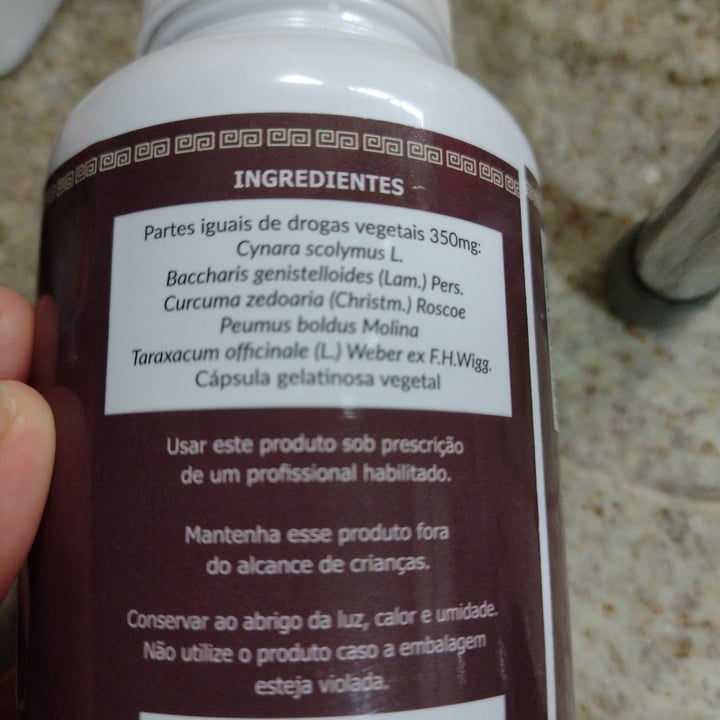 INGREDIENTES
Partes iguais de drogas vegetais 350mg:
Cynara scolymus L.
Baccharis genistelloides (Lam.) Pers.
Curcuma zedoaria (Christm.) Roscoe
Peumus boldus Molina
Taraxacum officinale (L.) Weber ex F.H.Wigg.
Cápsula gelatinosa vegetal
Usar este produto sob prescrição
de um profissional habilitado.
Mantenha esse produto fora
do alcance de crianças.
Conservar ao abrigo da luz, calor e umidade.
Não utilize o produto caso a embalagem
esteja violada.